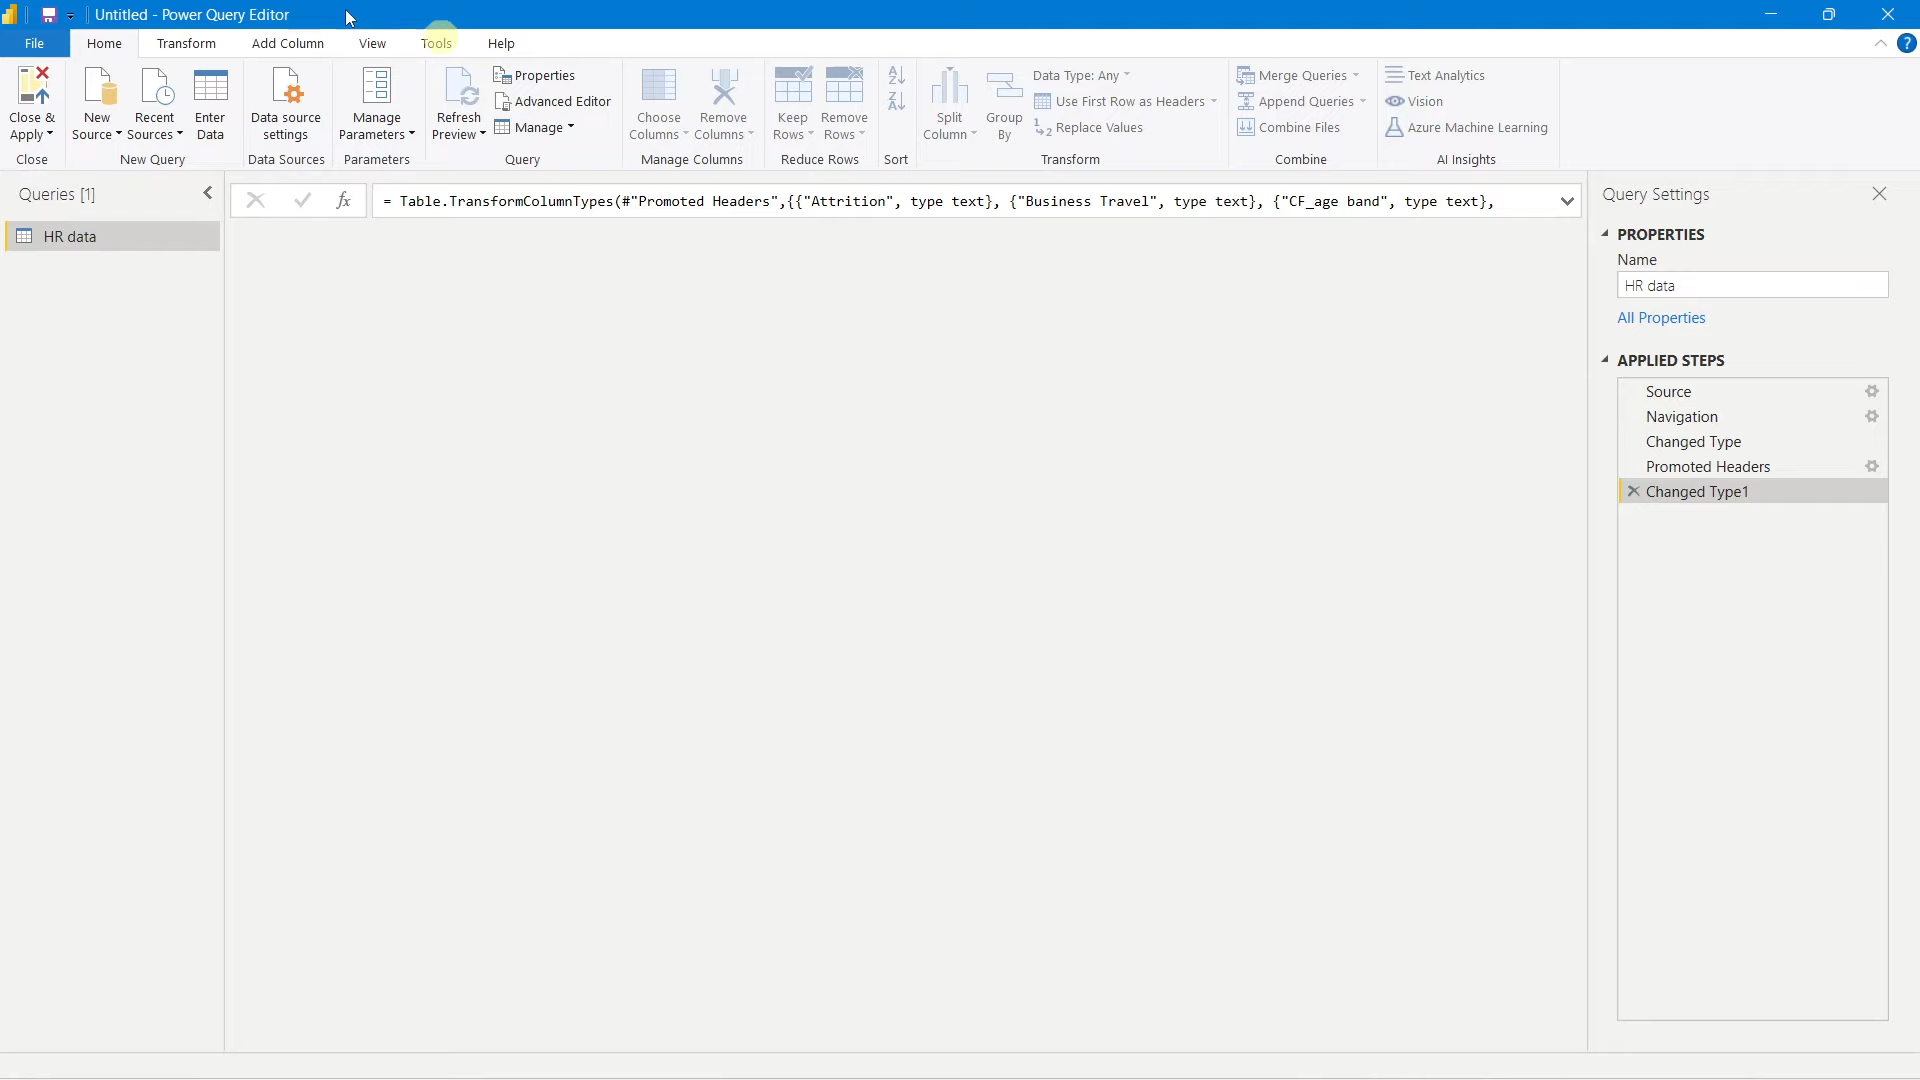 Untitled - Power Query Editor
File
Home
Transform
Add Column
View
Tools
Help
?
Close &
Apply
Close
New
Source
Recent
Sources
Enter
Data
New Query
Data source
settings
Data Sources
Manage
Parameters
Parameters
Refresh
Preview
Properties
Advanced Editor
Manage
Query
Choose
Columns
Remove
Columns
Manage Columns
Keep
Rows
Remove
Rows
Reduce Rows
Sort
Split
Column
Group
By
Data Type: Any
Use First Row as Headers
Replace Values
Transform
Merge Queries
Append Queries
Combine Files
Combine
Text Analytics
Vision
Azure Machine Learning
AI Insights
Queries [1]
HR data
fx
= Table.TransformColumnTypes(#"Promoted Headers",{{"Attrition", type text}, {"Business Travel", type text}, {"CF_age band", type text},
Query Settings
PROPERTIES
Name
HR data
All Properties
APPLIED STEPS
Source
Navigation
Changed Type
Promoted Headers
Changed Type1